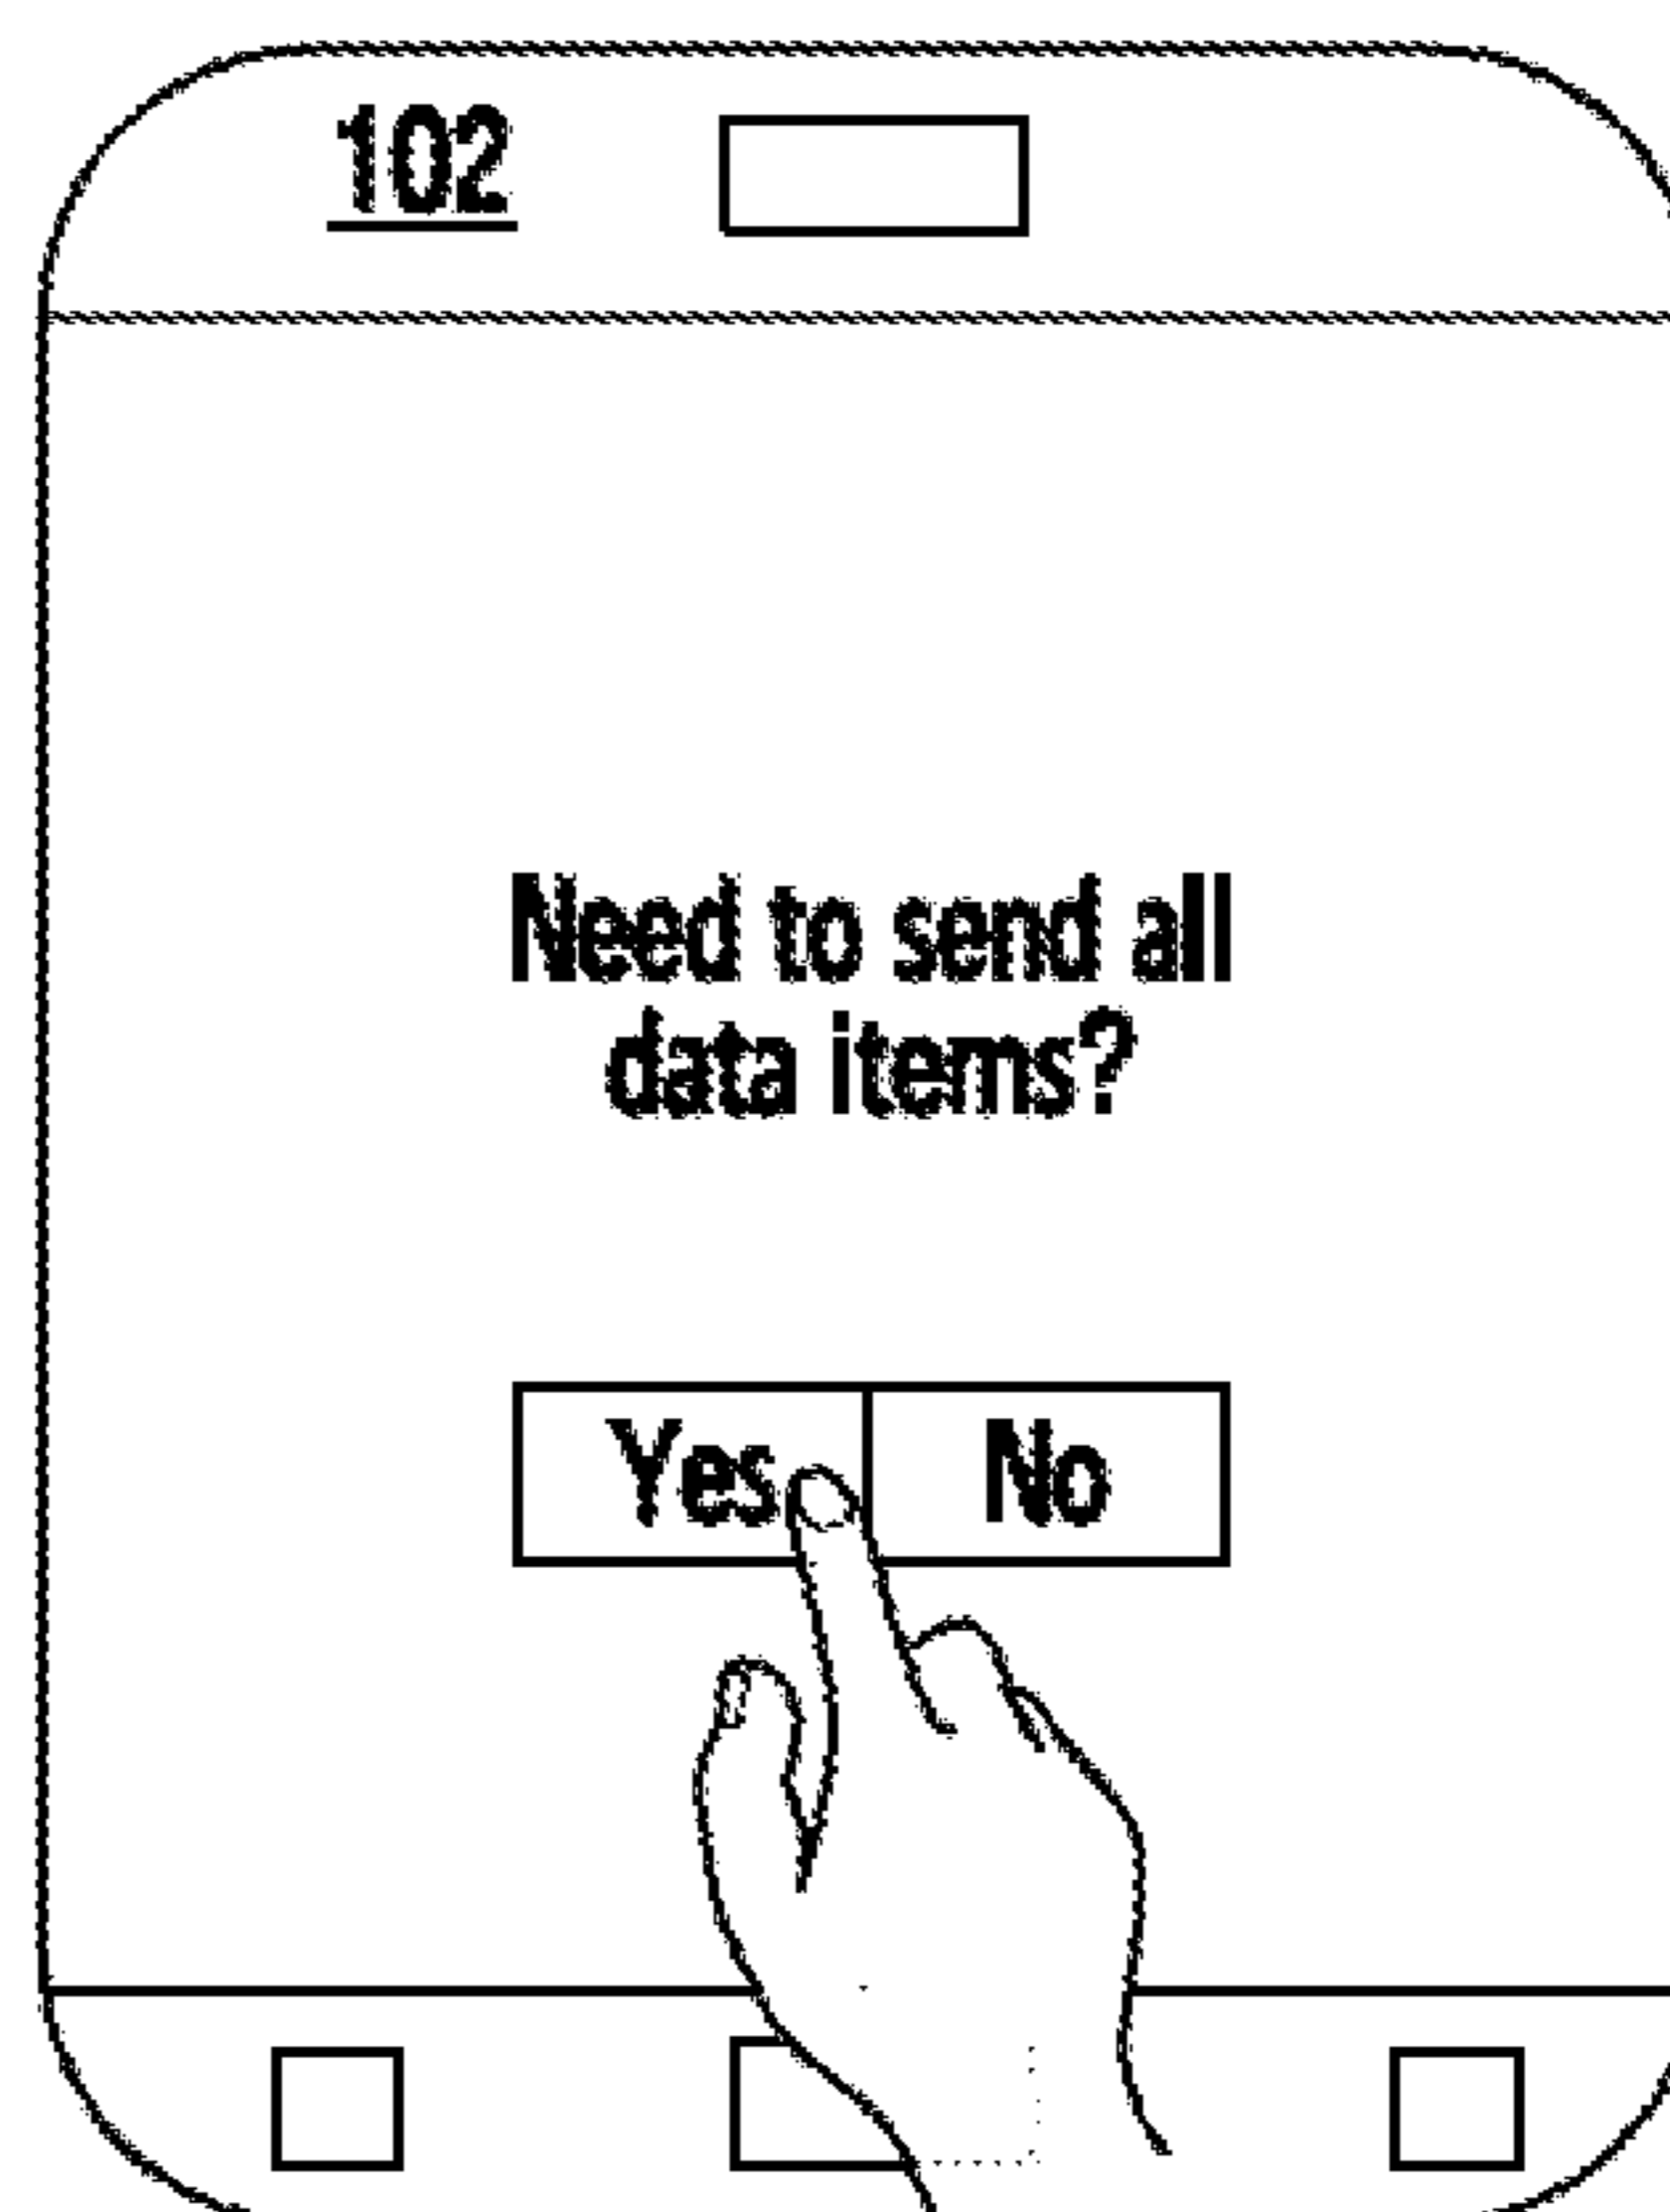 102
Need to send all
data items?
Yes No